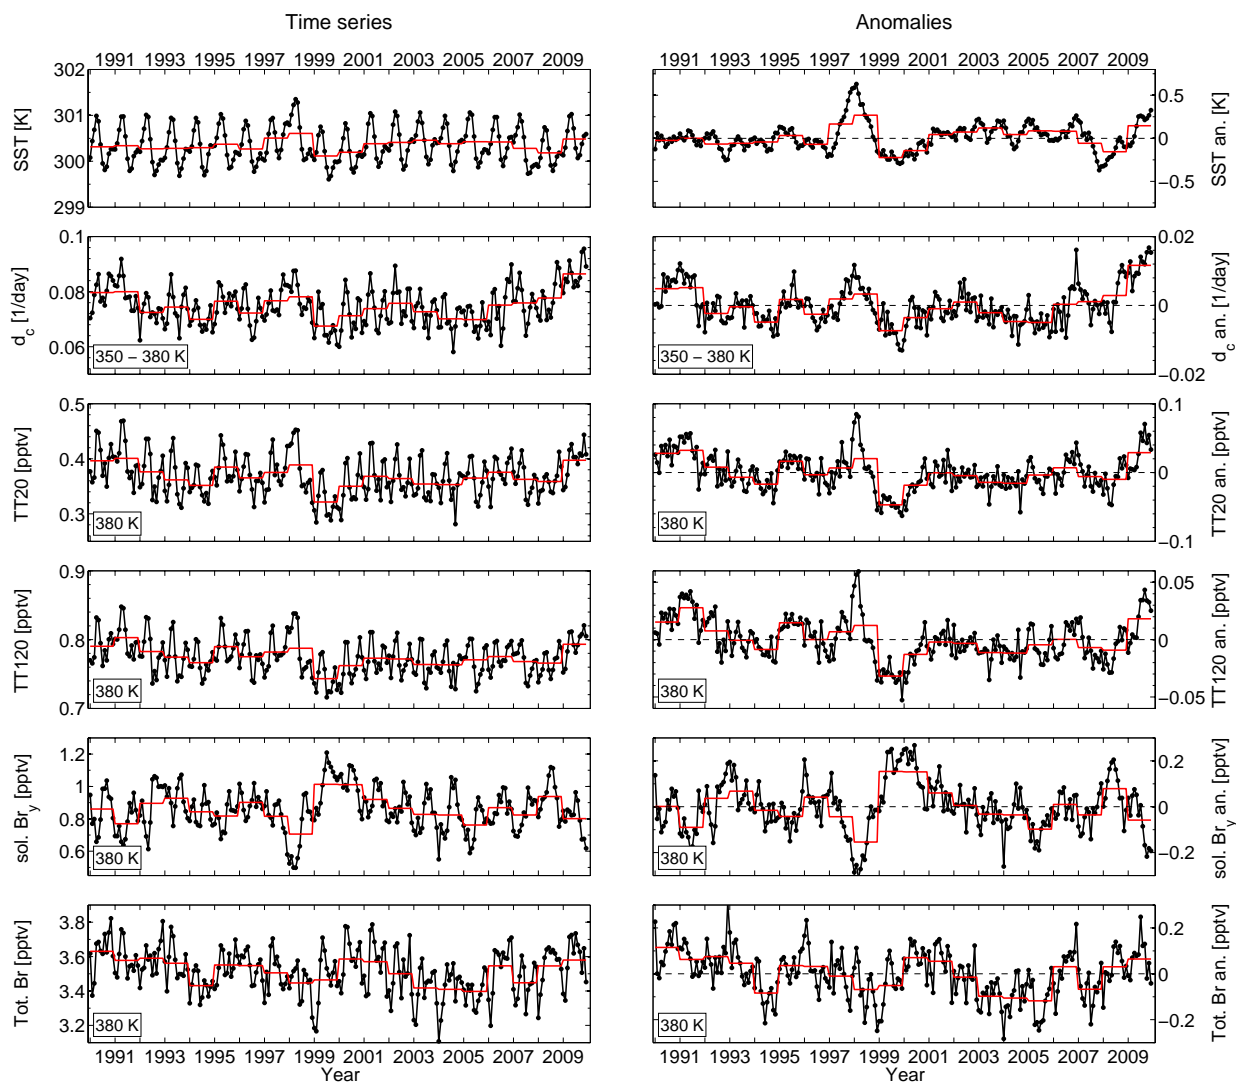 Time series
Anomalies
1991 1993 1995 1997 1999 2001 2003 2005 2007 2009
1991 1993 1995 1997 1999 2001 2003 2005 2007 2009
302
301
300
299
SST [K]
0.5
0
−0.5
SST an. [K]
0.1
0.08
0.06
d_c [1/day]
350 − 380 K
0.02
0
−0.02
d_c an. [1/day]
350 − 380 K
0.5
0.4
0.3
TT20 [pptv]
380 K
0.1
0
−0.1
TT20 an. [pptv]
380 K
0.9
0.8
0.7
TT120 [pptv]
380 K
0.05
0
−0.05
TT120 an. [pptv]
380 K
1.2
1
0.8
0.6
sol. Br_y [pptv]
380 K
0.2
0
−0.2
sol. Br_y an. [pptv]
380 K
3.8
3.6
3.4
3.2
Tot. Br [pptv]
380 K
0.2
0
−0.2
Tot. Br an. [pptv]
380 K
1991 1993 1995 1997 1999 2001 2003 2005 2007 2009
Year
1991 1993 1995 1997 1999 2001 2003 2005 2007 2009
Year